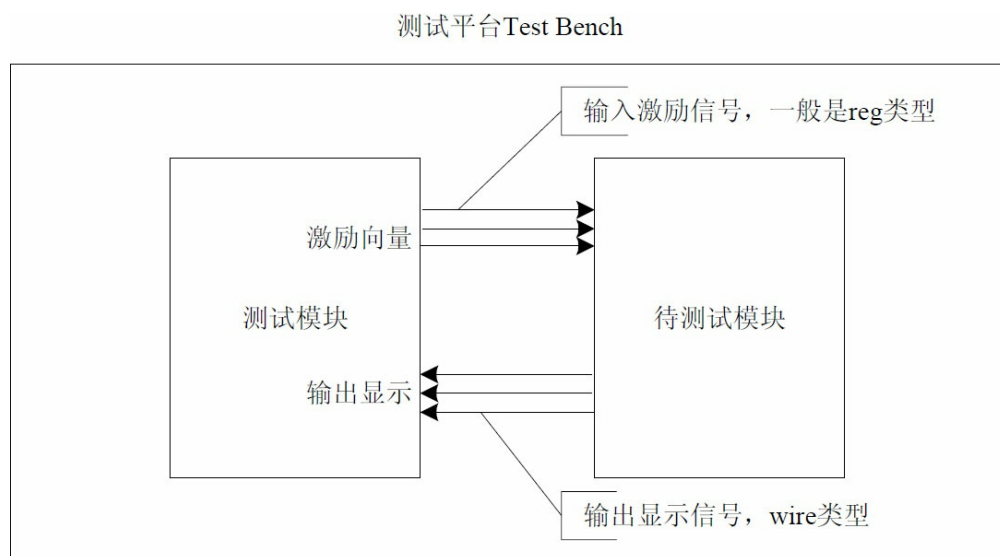 测试平台Test Bench
输入激励信号，一般是reg类型
激励向量
测试模块
待测试模块
输出显示
输出显示信号，wire类型